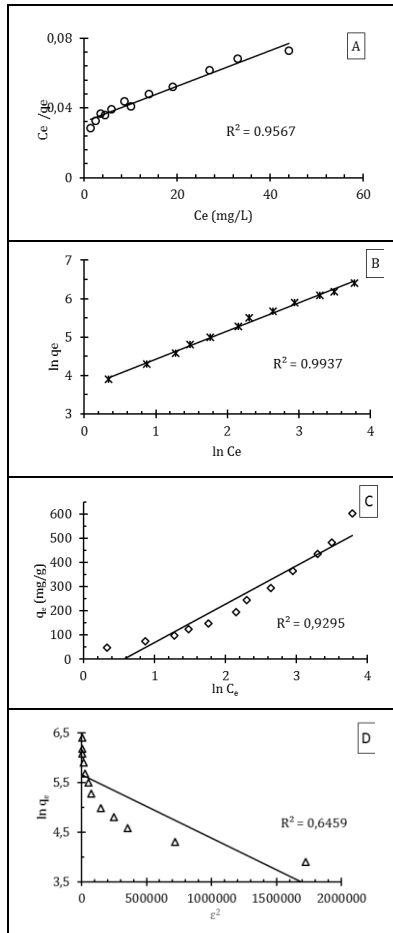 A
0,08
0,04
0
Ce /qe
R² = 0.9567
0 20 40 60
Ce (mg/L)
B
7
6
5
4
3
ln qe
R² = 0.9937
0 1 2 3 4
ln Ce
C
600
500
400
300
200
100
0
qₑ (mg/g)
R² = 0,9295
0 1 2 3 4
ln Cₑ
D
6,5
5,5
4,5
3,5
ln qₑ
R² = 0,6459
0 500000 1000000 1500000 2000000
ε²